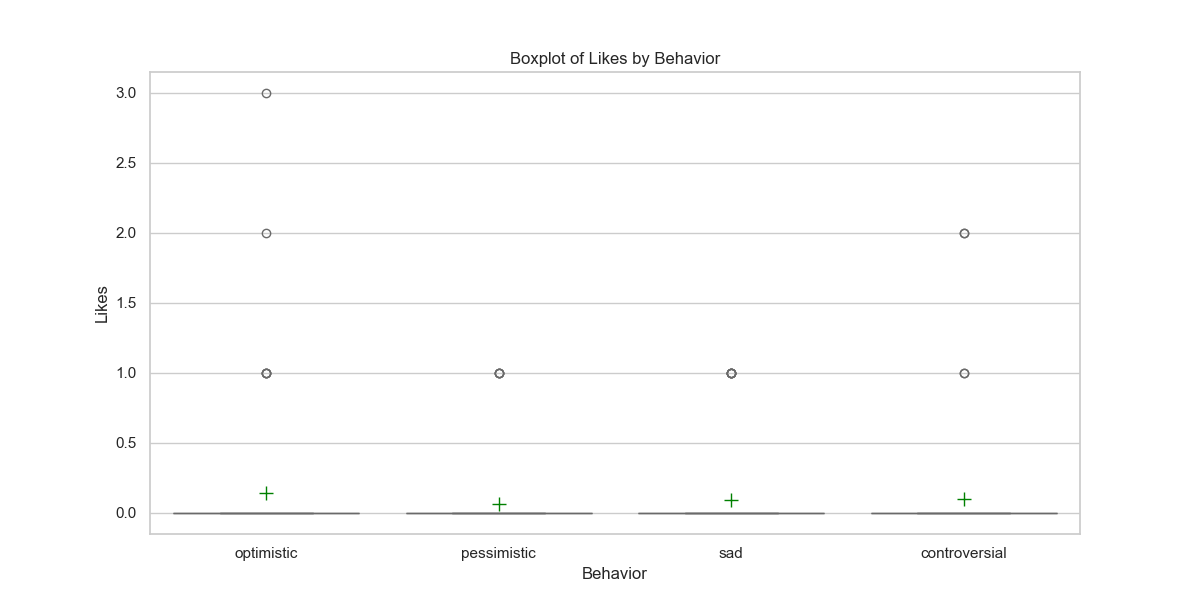 Boxplot of Likes by Behavior
3.0
2.5
2.0
1.5
1.0
0.5
0.0
Likes
optimistic pessimistic sad controversial
Behavior